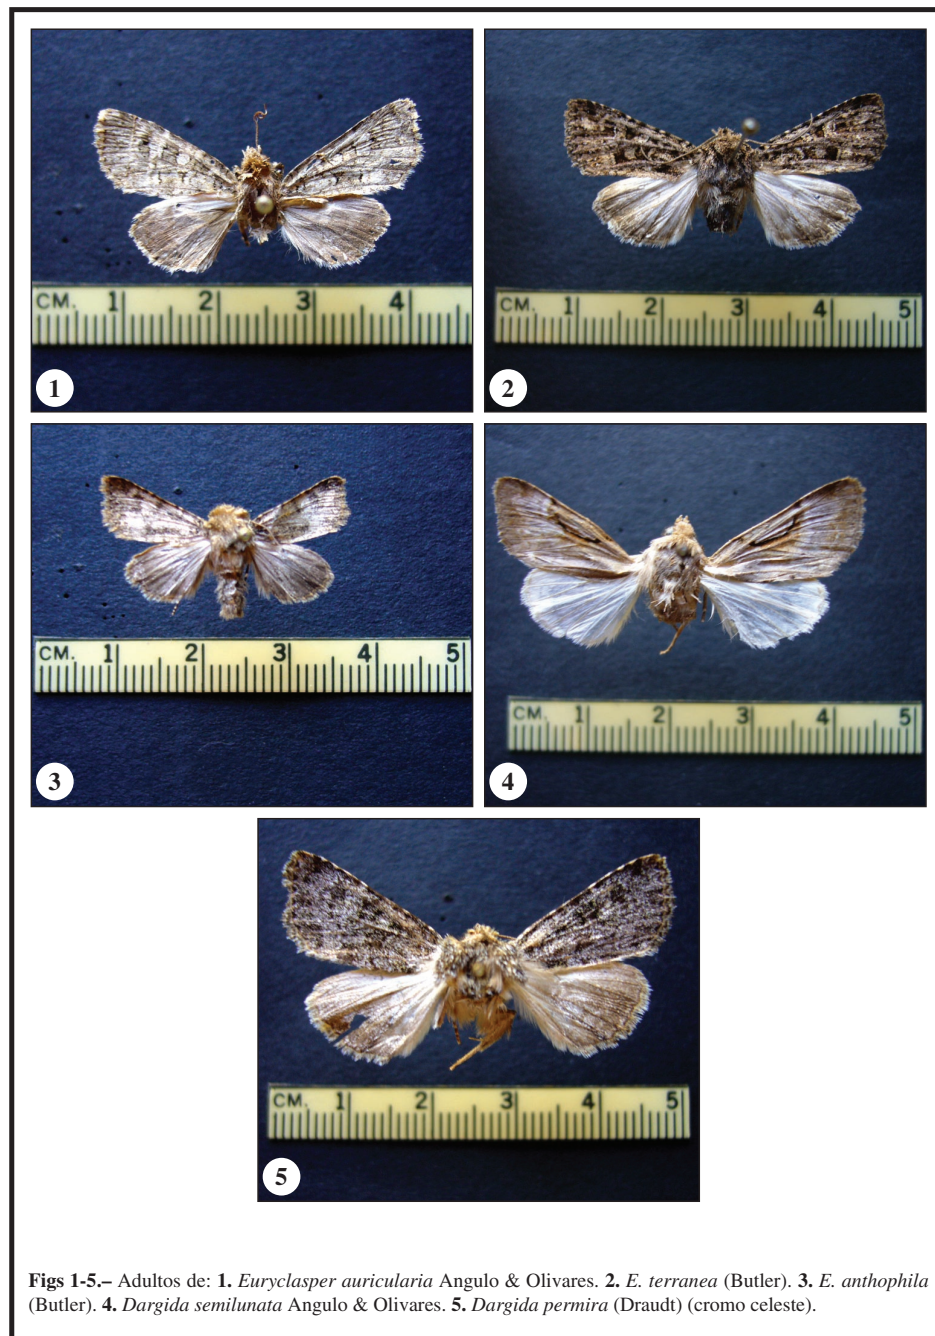 CM. 1 2 3 4
1
CM. 1 2 3 4 5
2
CM. 1 2 3 4 5
3
CM. 1 2 3 4 5
4
CM. 1 2 3 4 5
5
Figs 1-5.– Adultos de: 1. Euryclasper auricularia Angulo & Olivares. 2. E. terranea (Butler). 3. E. anthophila
(Butler). 4. Dargida semilunata Angulo & Olivares. 5. Dargida permira (Draudt) (cromo celeste).